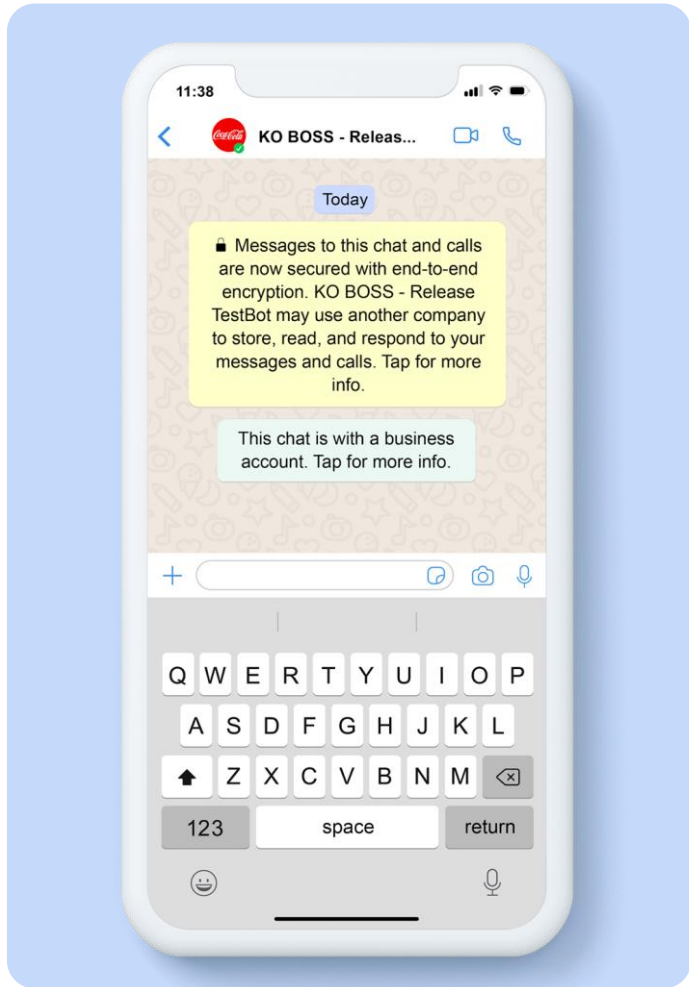 11:38
Coca-Cola
KO BOSS - Releas...
Today
Messages to this chat and calls
are now secured with end-to-end
encryption. KO BOSS - Release
TestBot may use another company
to store, read, and respond to your
messages and calls. Tap for more
info.
This chat is with a business
account. Tap for more info.
Q W E R T Y U I O P
A S D F G H J K L
Z X C V B N M
123 space return